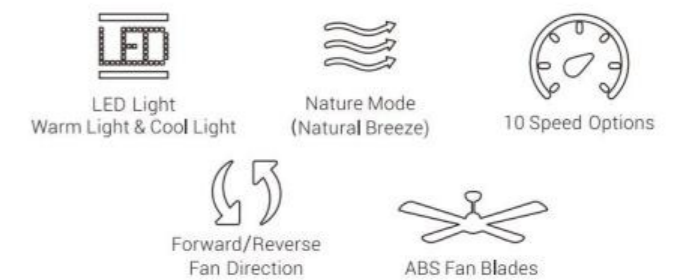 LED
LED Light
Warm Light & Cool Light
Nature Mode
(Natural Breeze)
10 Speed Options
Forward/Reverse
Fan Direction
ABS Fan Blades